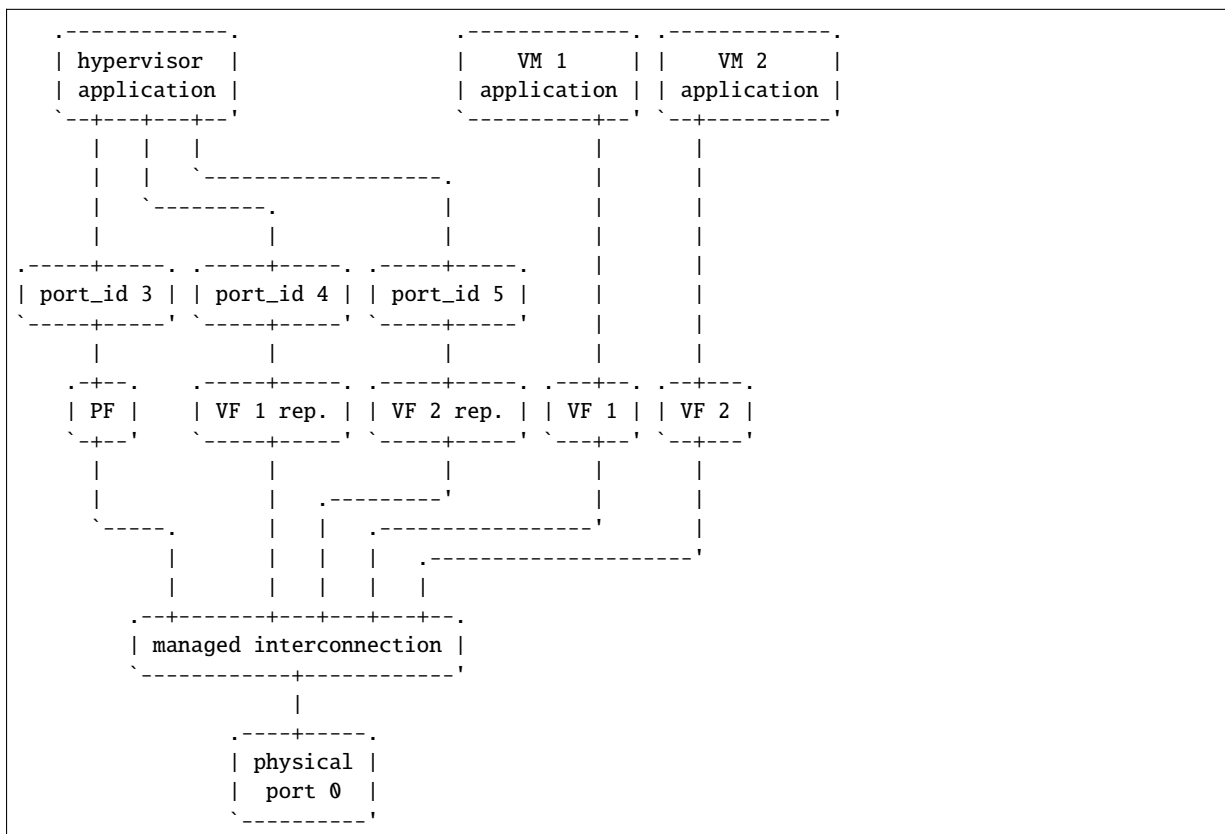 hypervisor
application
VM 1
application
VM 2
application
port_id 3
port_id 4
port_id 5
PF
VF 1 rep.
VF 2 rep.
VF 1
VF 2
managed interconnection
physical
port 0